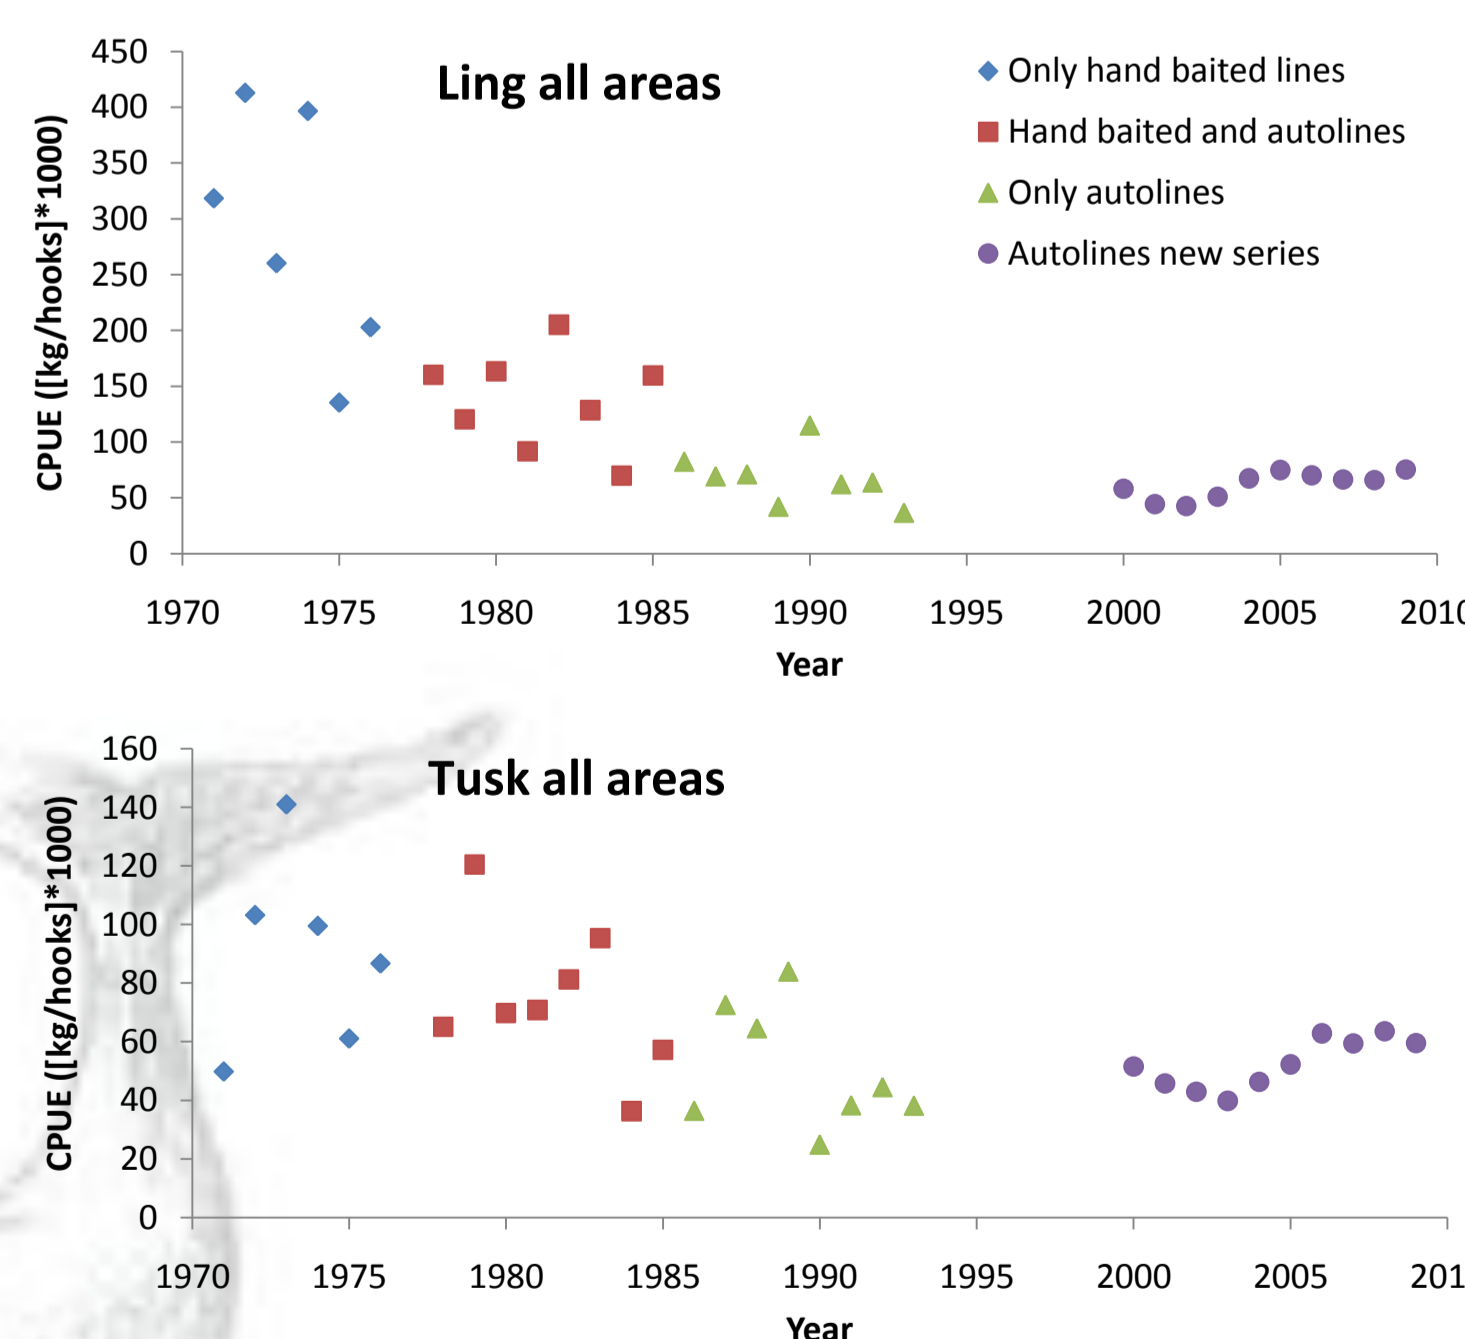 Ling all areas
Only hand baited lines
Hand baited and autolines
Only autolines
Autolines new series
CPUE ([kg/hooks]*1000)
450
400
350
300
250
200
150
100
50
0
1970 1975 1980 1985 1990 1995 2000 2005 2010
Year
Tusk all areas
CPUE ([kg/hooks]*1000)
160
140
120
100
80
60
40
20
0
1970 1975 1980 1985 1990 1995 2000 2005 201
Year